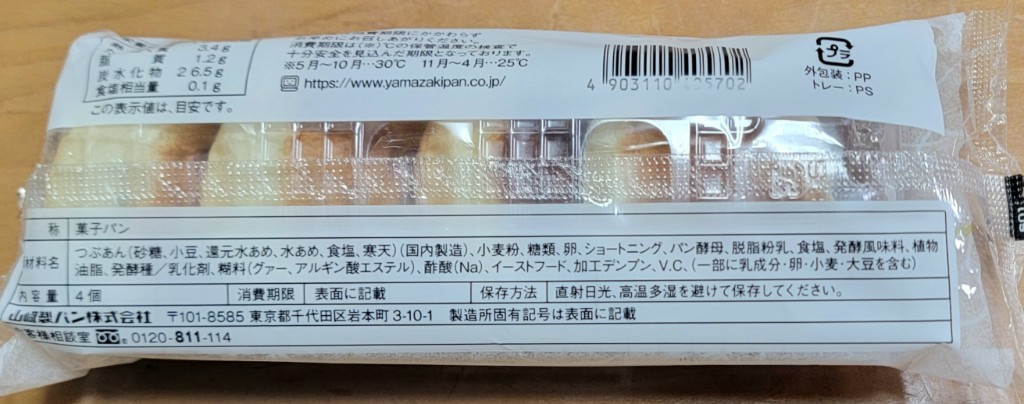 質 3.4g
脂 質 1.2g
炭水化物 26.5g
食塩相当量 0.1g
この表示値は、目安です。
消費期限は(※)℃の保管温度の検査で
十分安全を見込んだ期限となっております。
※5月〜10月…30℃ 11月〜4月…25℃
https://www.yamazakipan.co.jp/
4 903110 05702
プラ
外包装:PP
トレー:PS
称 菓子パン
材料名 つぶあん(砂糖、小豆、還元水あめ、水あめ、食塩、寒天)(国内製造)、小麦粉、糖類、卵、ショートニング、パン酵母、脱脂粉乳、食塩、発酵風味料、植物
油脂、発酵種/乳化剤、糊料(グァー、アルギン酸エステル)、酢酸(Na)、イーストフード、加工デンプン、V.C、(一部に乳成分・卵・小麦・大豆を含む)
内容量 4個 消費期限 表面に記載 保存方法 直射日光、高温多湿を避けて保存してください。
山崎製パン株式会社 〒101-8585 東京都千代田区岩本町3-10-1 製造所固有記号は表面に記載
客様相談室 0120-811-114